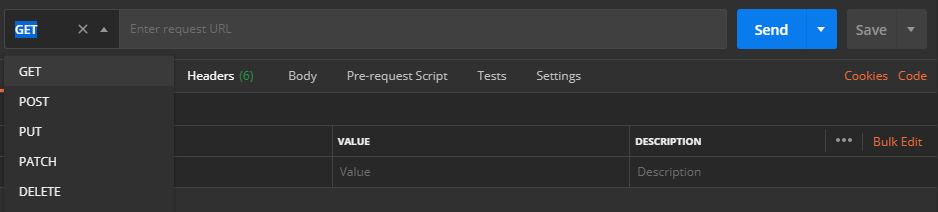 GET
Enter request URL
Send
Save
GET
POST
PUT
PATCH
DELETE
Headers (6)
Body
Pre-request Script
Tests
Settings
Cookies
Code
VALUE
DESCRIPTION
Bulk Edit
Value
Description